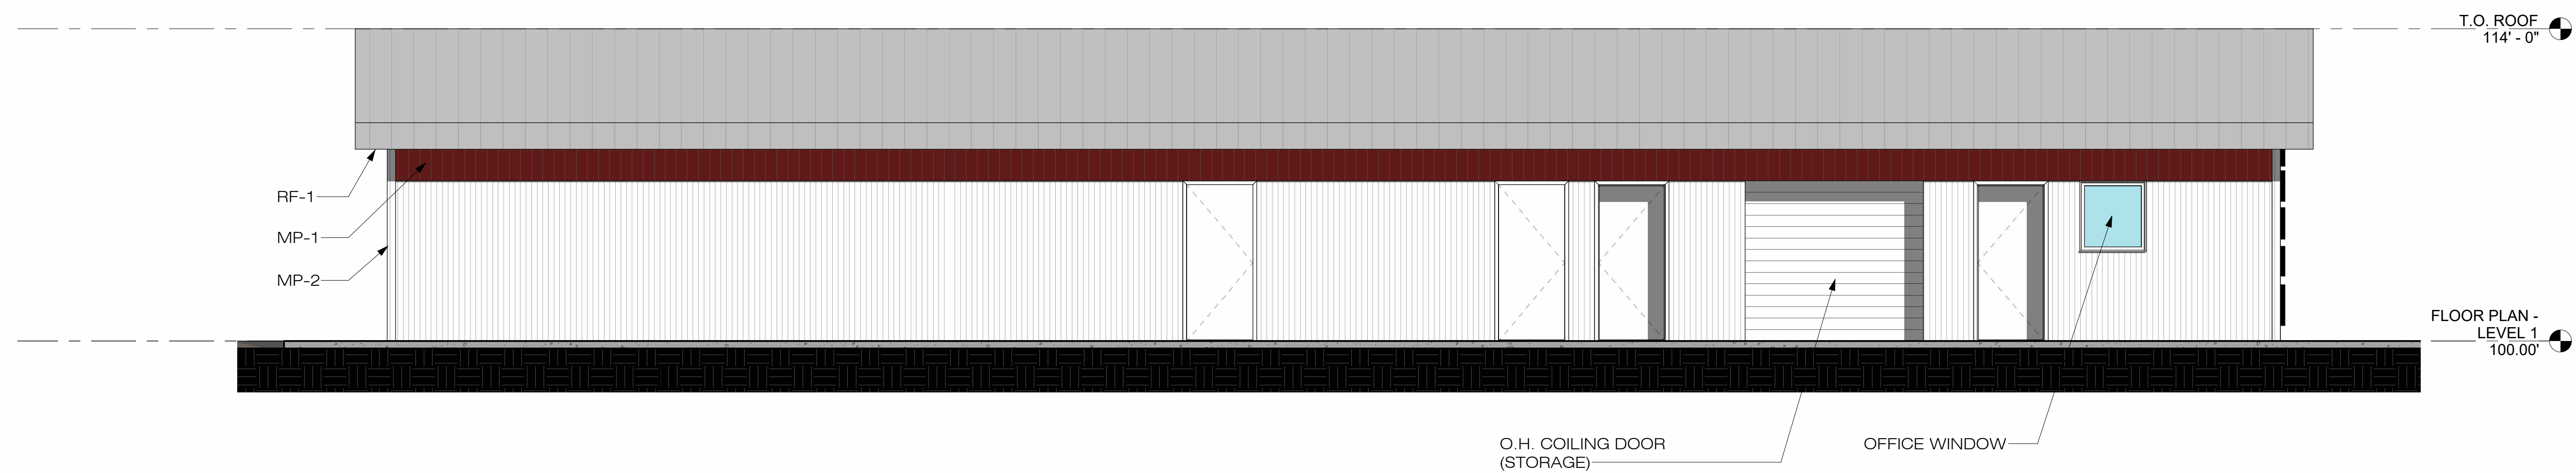 T.O. ROOF
114' - 0"
RF-1
MP-1
MP-2
FLOOR PLAN -
LEVEL 1
100.00'
O.H. COILING DOOR
(STORAGE)
OFFICE WINDOW